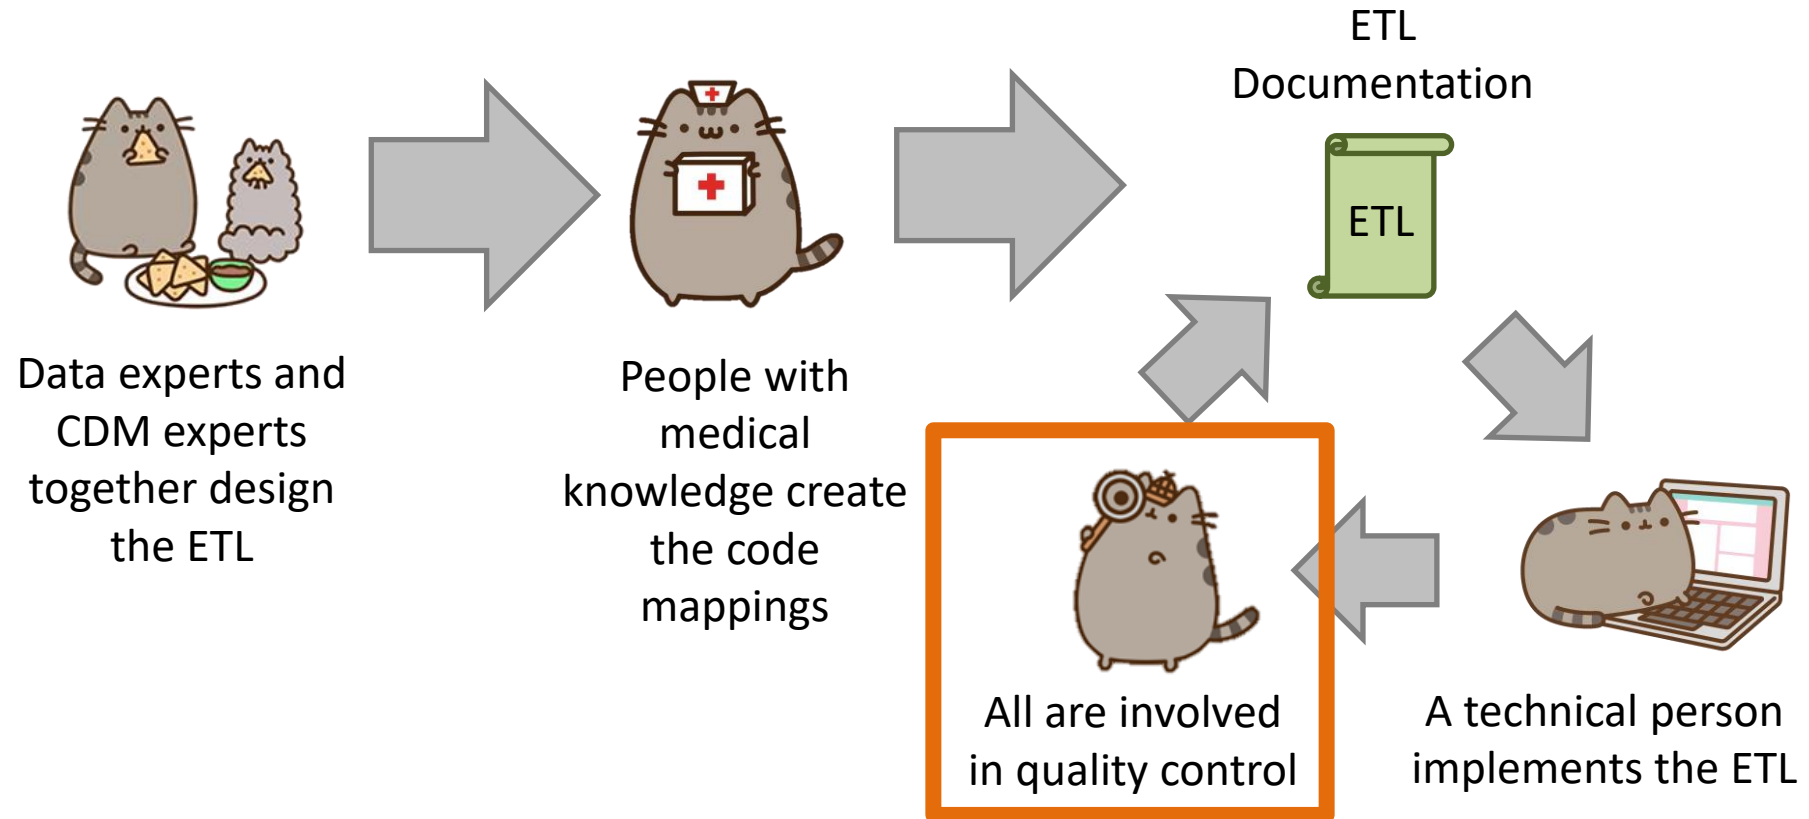 Data experts and
CDM experts
together design
the ETL
People with
medical
knowledge create
the code
mappings
ETL
Documentation
ETL
A technical person
implements the ETL
All are involved
in quality control